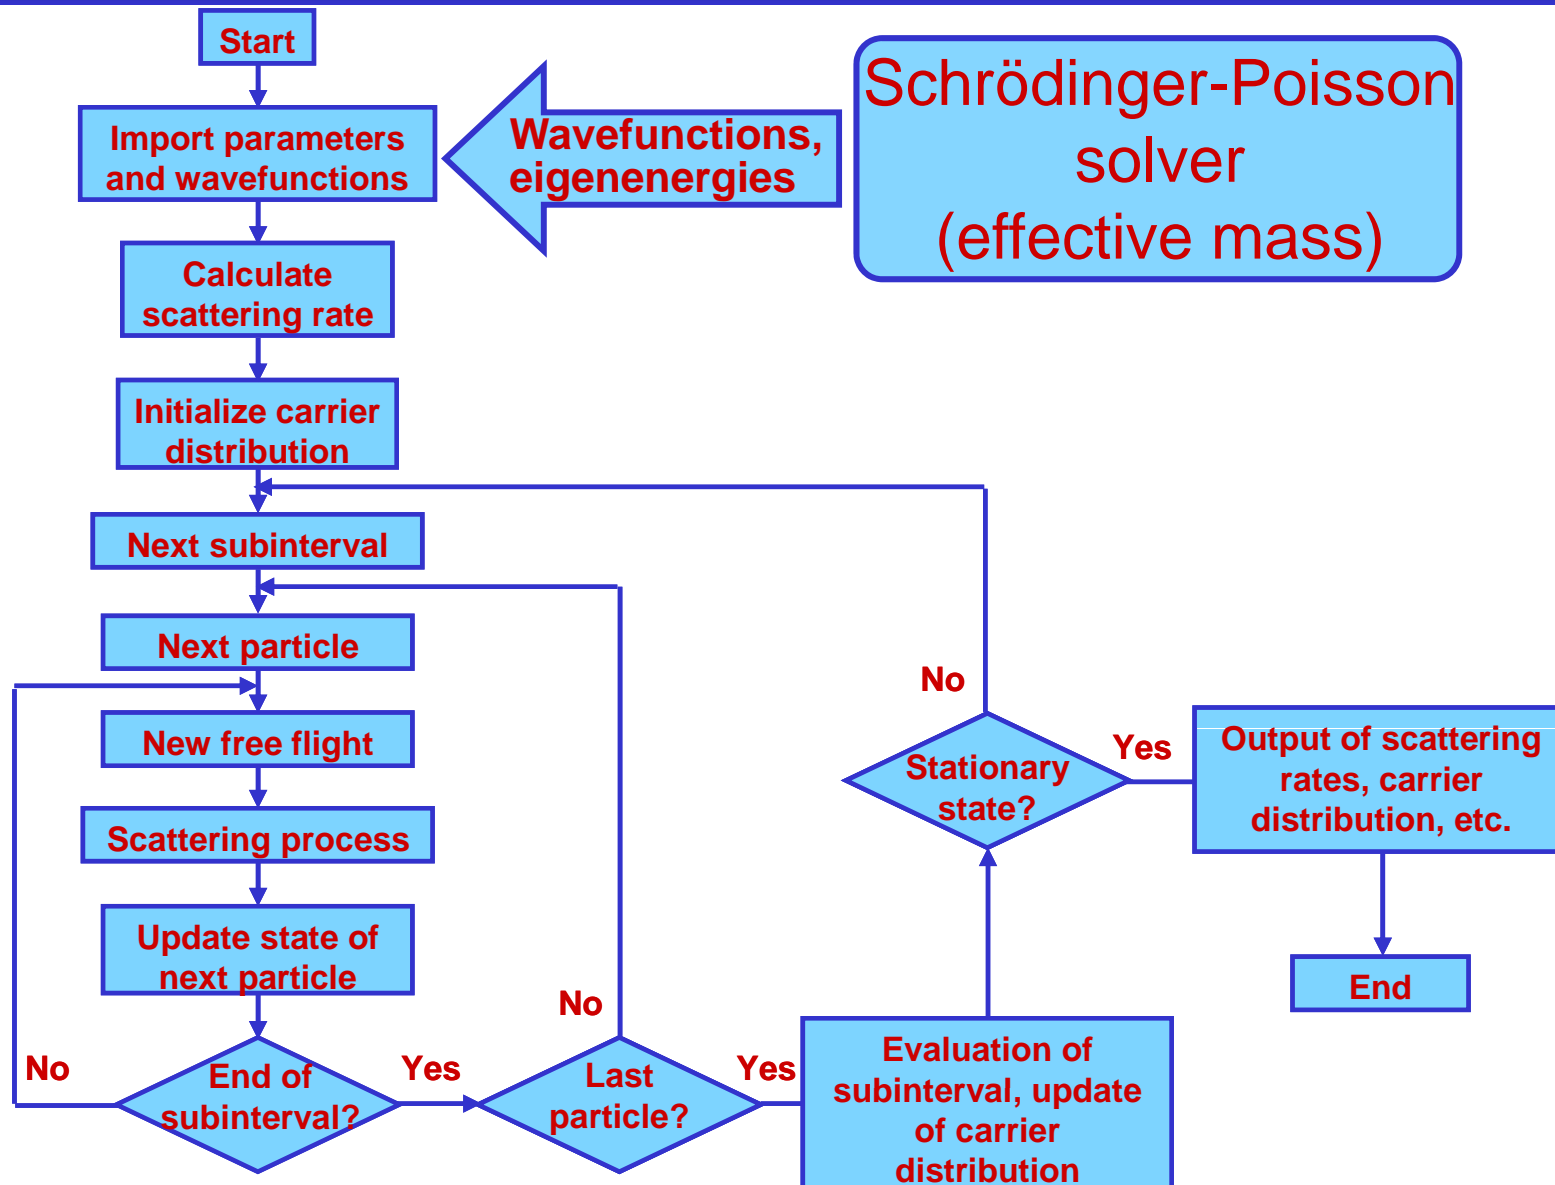 Start
Import parameters
and wavefunctions
Wavefunctions,
eigenenergies
Schrödinger-Poisson
solver
(effective mass)
Calculate
scattering rate
Initialize carrier
distribution
Next subinterval
Next particle
New free flight
Scattering process
Update state of
next particle
End of
subinterval?
No
Yes
Last
particle?
No
Yes
Evaluation of
subinterval, update
of carrier
distribution
Stationary
state?
No
Yes
Output of scattering
rates, carrier
distribution, etc.
End